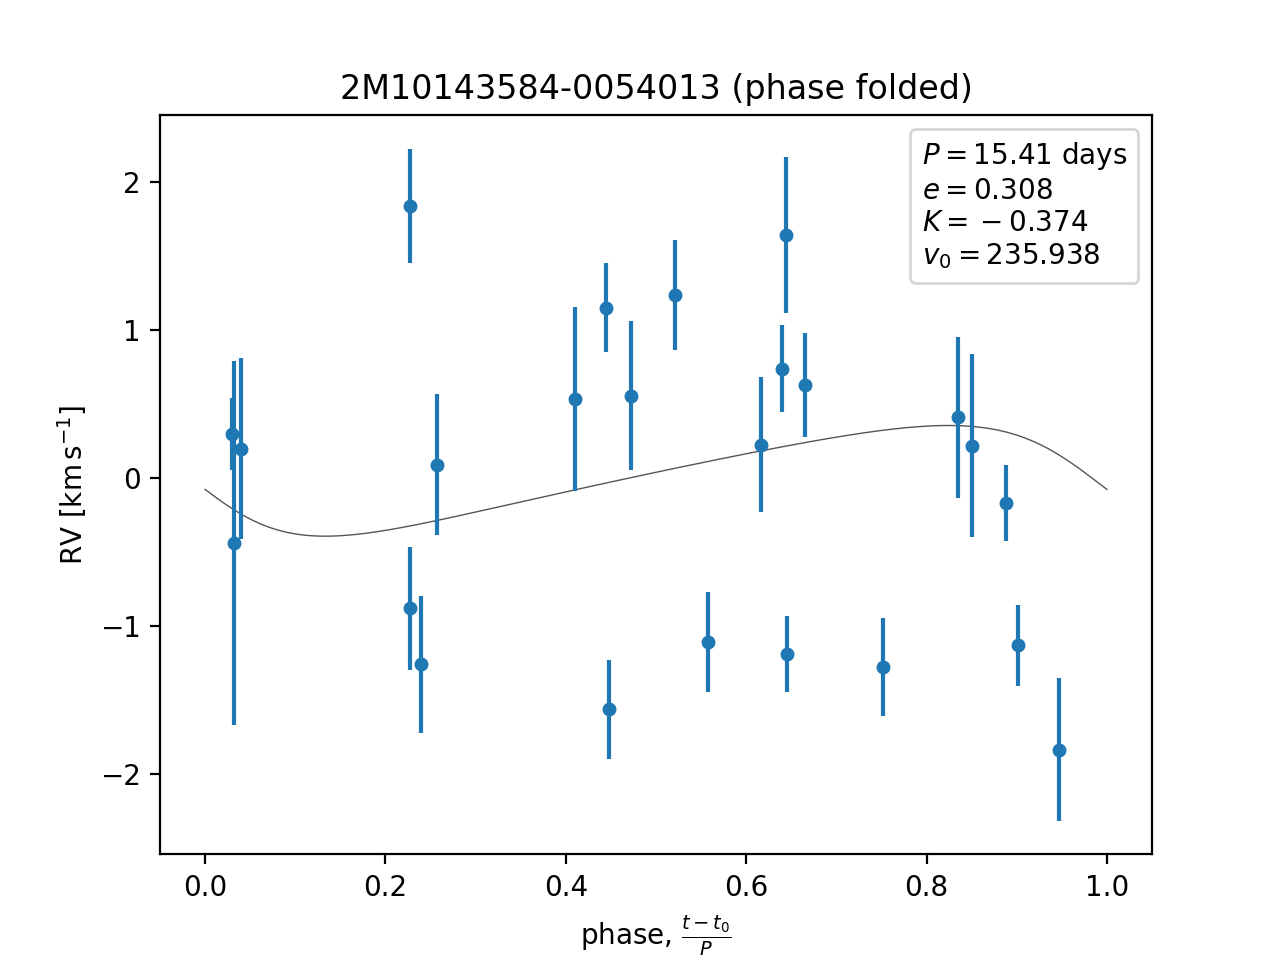 2M10143584-0054013 (phase folded)
P = 15.41 days
e = 0.308
K = −0.374
v₀ = 235.938
RV [km s⁻¹]
2
1
0
−1
−2
0.0 0.2 0.4 0.6 0.8 1.0
phase, (t − t₀)/P